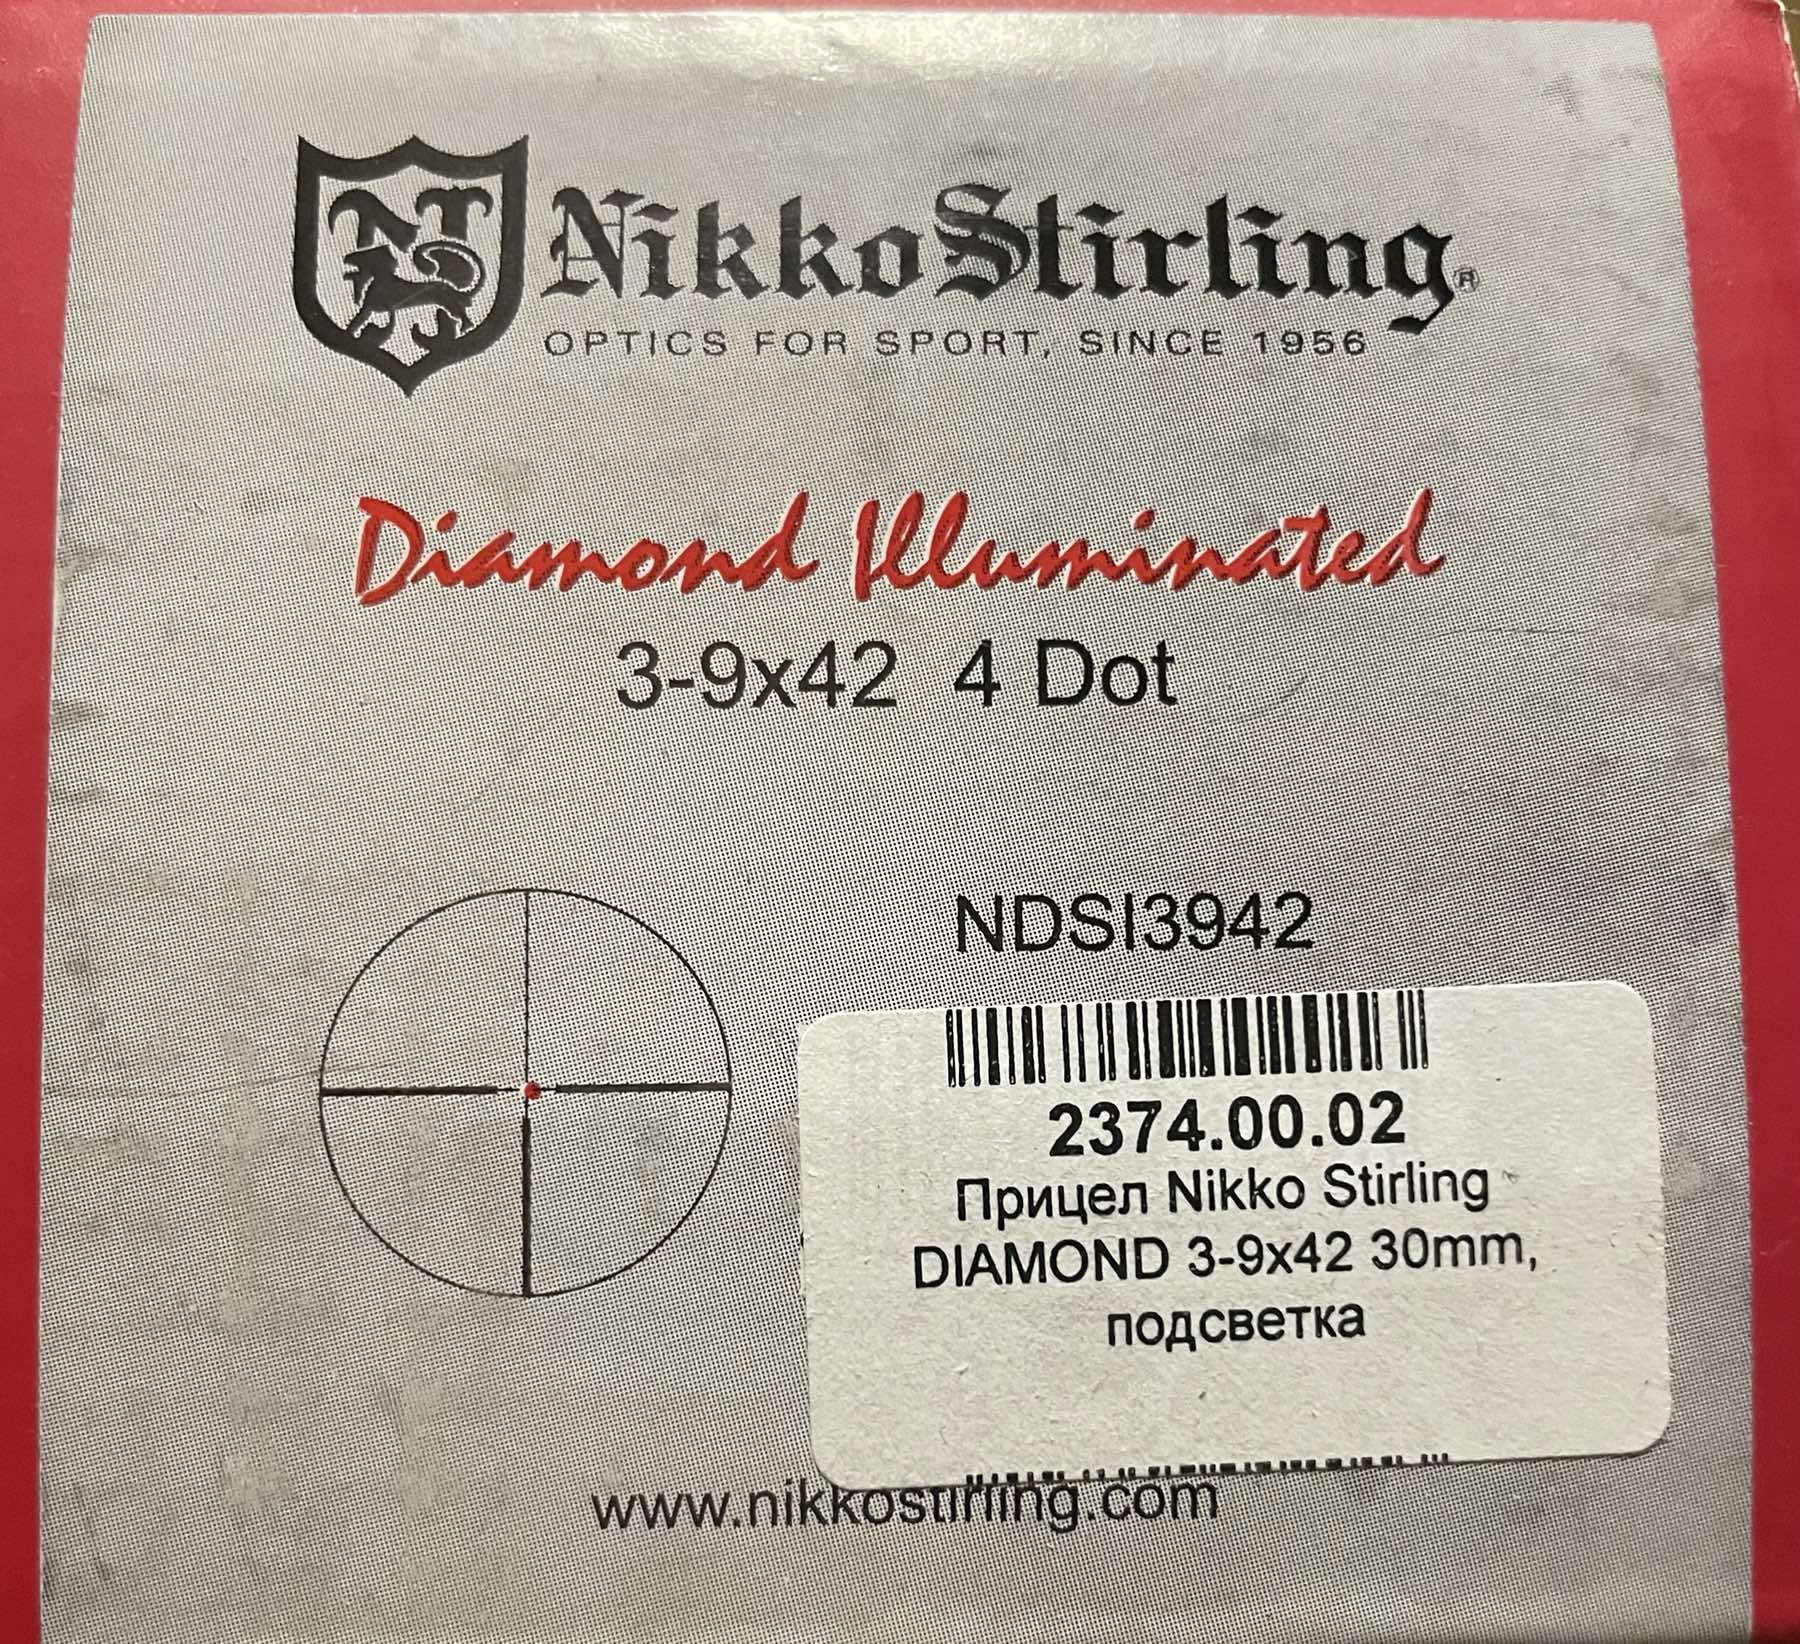 Nikko Stirling®
OPTICS FOR SPORT, SINCE 1956
Diamond Illuminated
3-9x42 4 Dot
NDSI3942
2374.00.02
Прицел Nikko Stirling
DIAMOND 3-9x42 30mm,
подсветка
www.nikkostirling.com